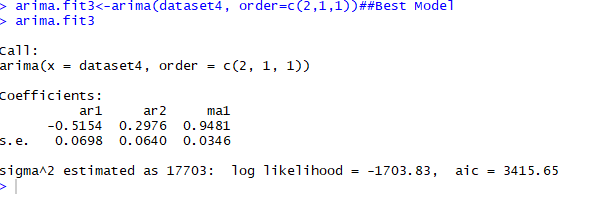 > arima.fit3<-arima(dataset4, order=c(2,1,1))##Best Model
> arima.fit3
Call:
arima(x = dataset4, order = c(2, 1, 1))
Coefficients:
          ar1     ar2     ma1
      -0.5154  0.2976  0.9481
s.e.   0.0698  0.0640  0.0346
sigma^2 estimated as 17703:  log likelihood = -1703.83,  aic = 3415.65
>